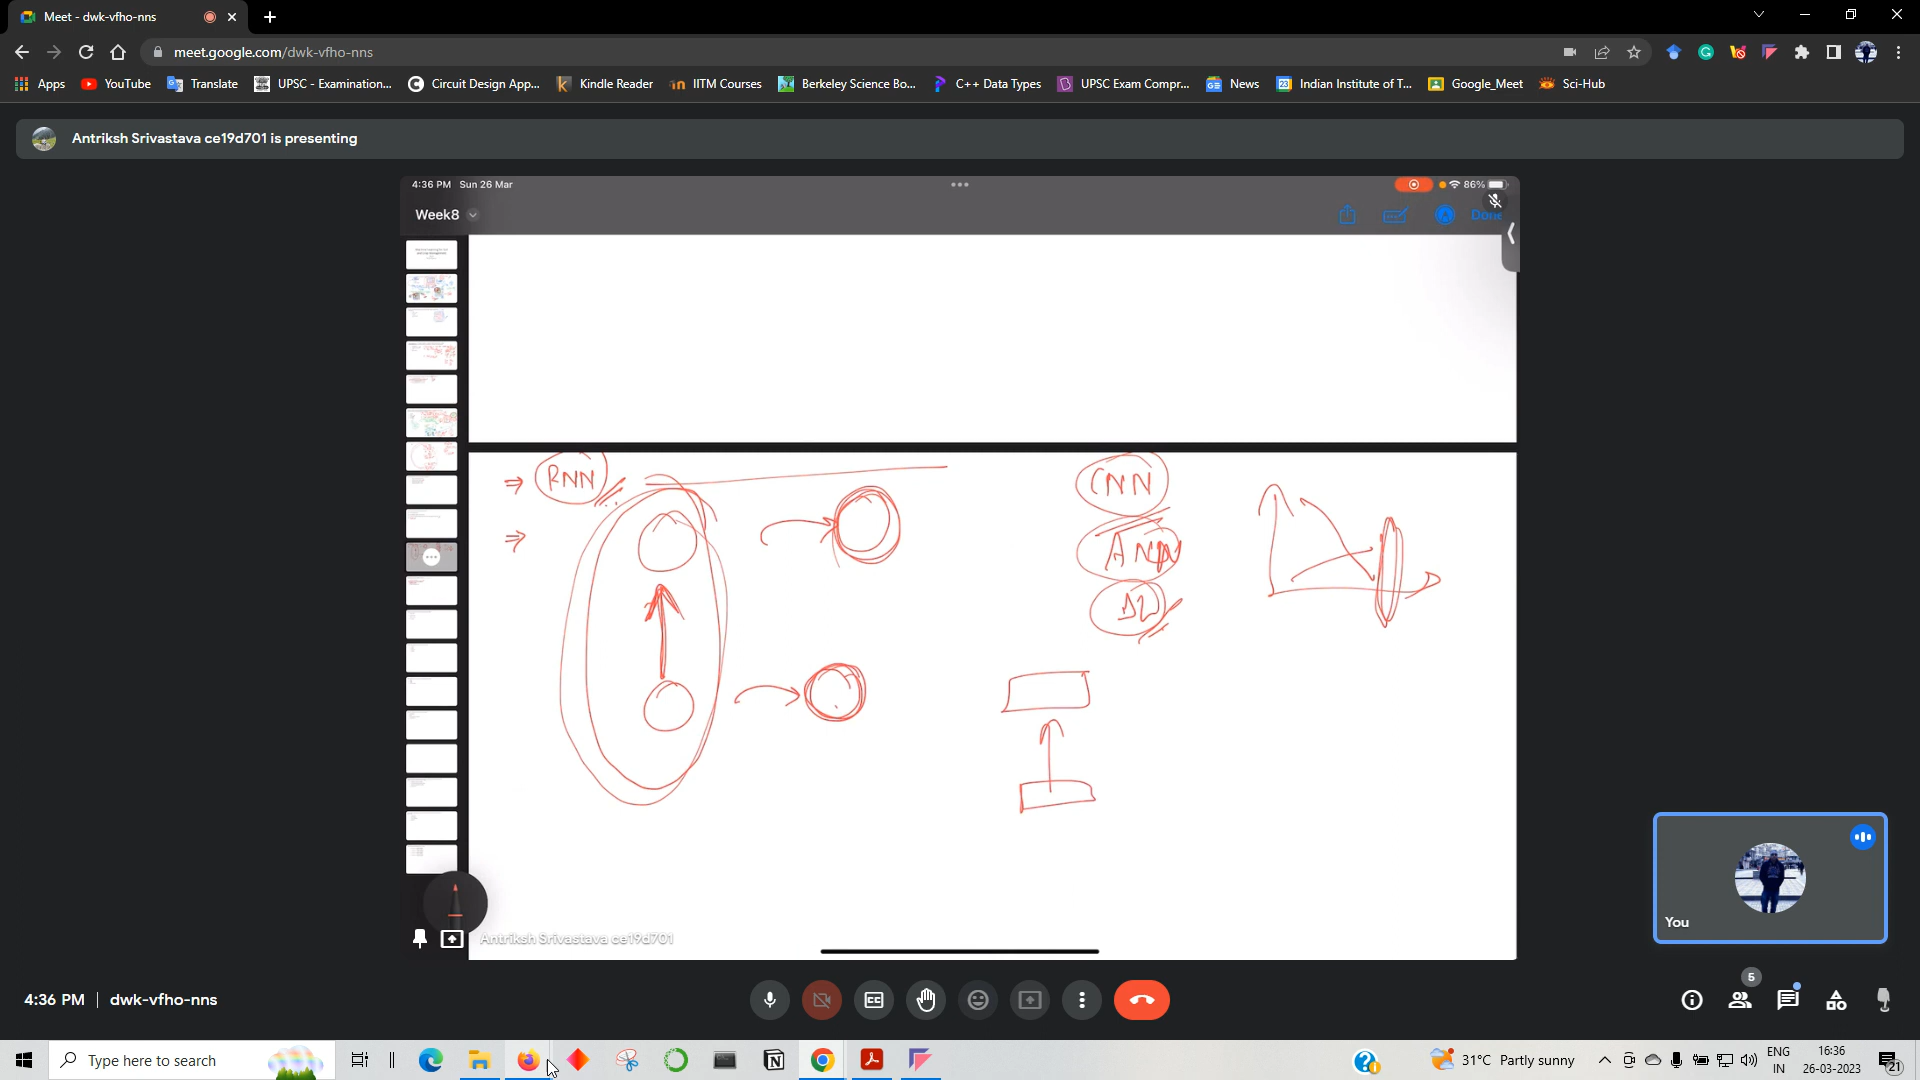 Meet - dwk-vfho-nns
meet.google.com/dwk-vfho-nns
Apps YouTube Translate UPSC - Examination... Circuit Design App... Kindle Reader IITM Courses Berkeley Science Bo... C++ Data Types UPSC Exam Compr... News Indian Institute of T... Google_Meet Sci-Hub
Antriksh Srivastava ce19d701 is presenting
4:36 PM Sun 26 Mar 86%
Week8 Done
RNN CNN
ANN
Antriksh Srivastava ce19d701
You
4:36 PM | dwk-vfho-nns 5
Type here to search 31°C Partly sunny ENG IN 16:36 26-03-2023 21